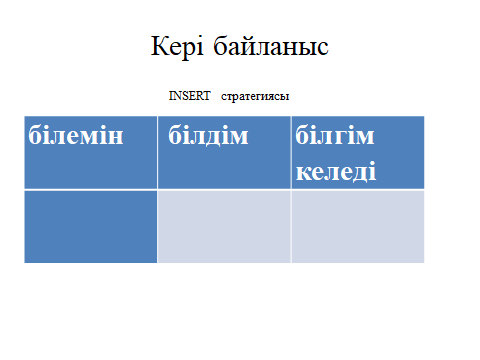 Кері байланыс
INSERT стратегиясы
білемін білдім білгім
келеді